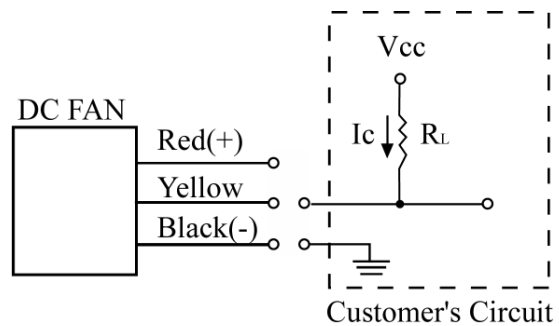 Vcc
DC FAN
Red(+)
Ic
RL
Yellow
Black(-)
Customer's Circuit